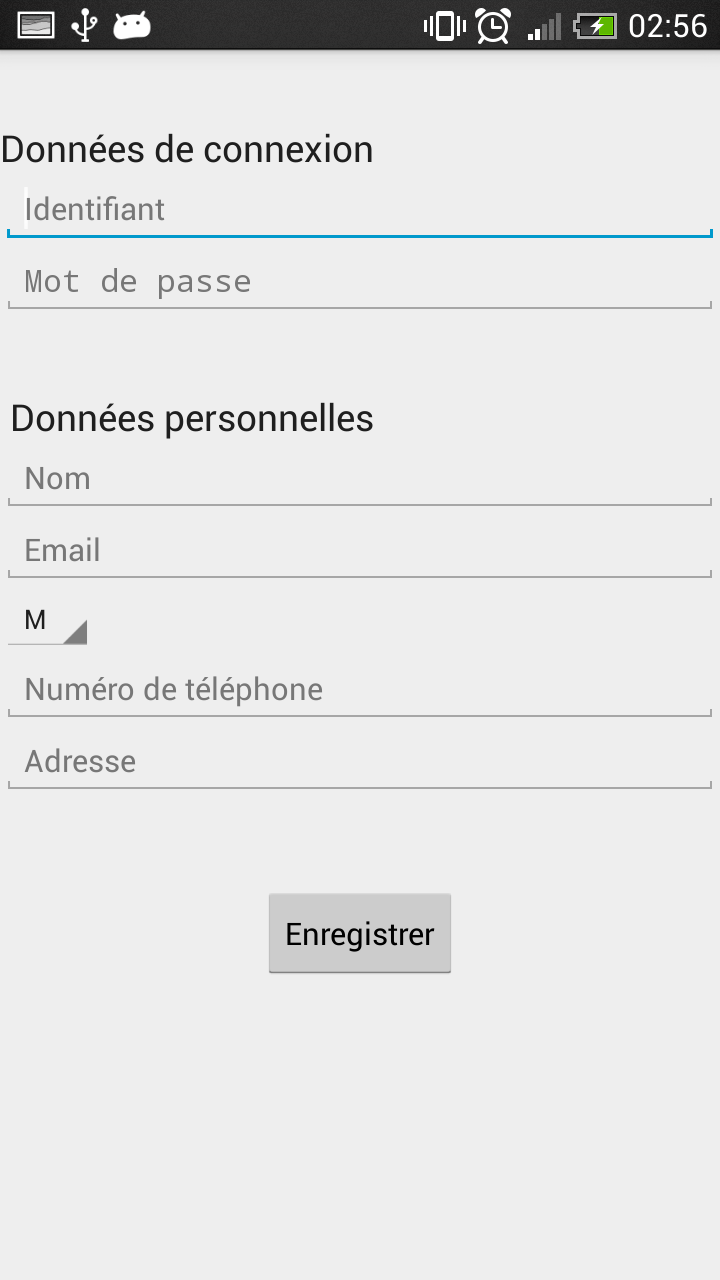 02:56
Données de connexion
Identifiant
Mot de passe
Données personnelles
Nom
Email
M
Numéro de téléphone
Adresse
Enregistrer